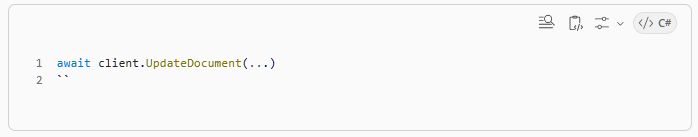 </> C#
1 await client.UpdateDocument(...)
2 ``